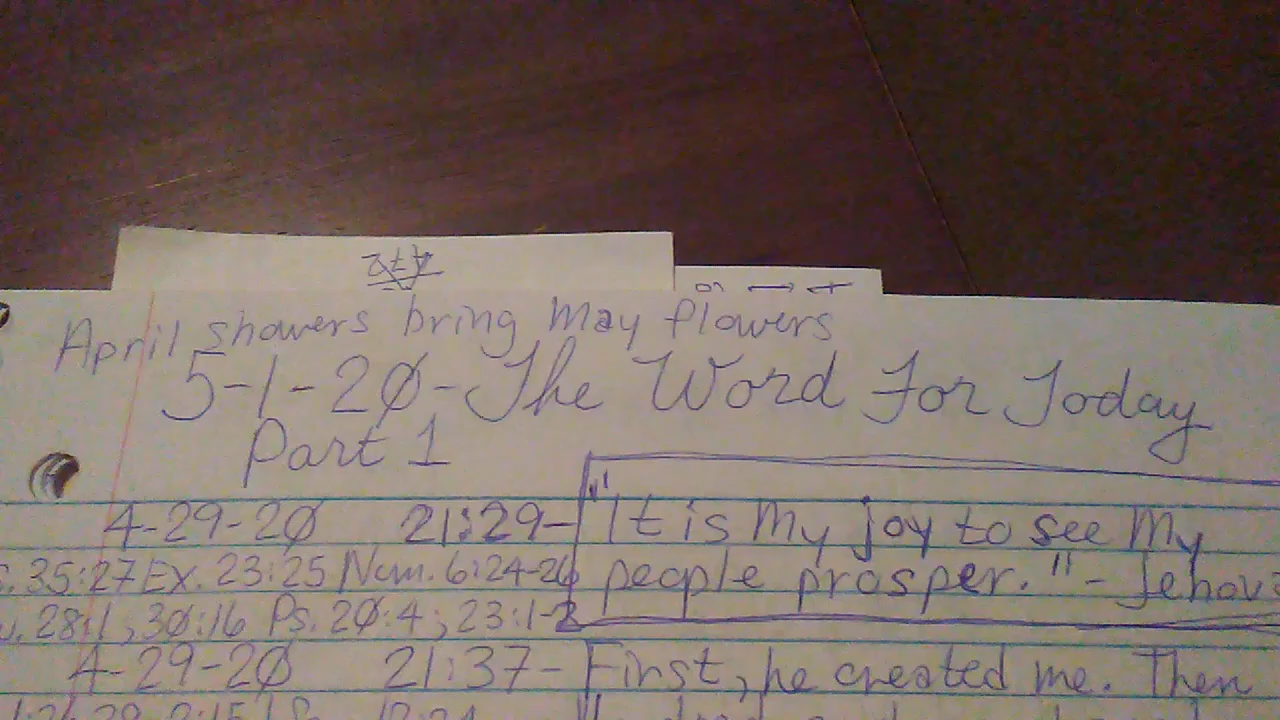 April showers bring May flowers
5-1-20-The Word For Today
Part 1
4-29-20 21:29-"It is My joy to see My
35:27 Ex. 23:25 Num. 6:24-26 people prosper."-
28:1; 30:16 Ps. 20:4; 23:1-2
4-29-20 21:37-First, he created me. Then